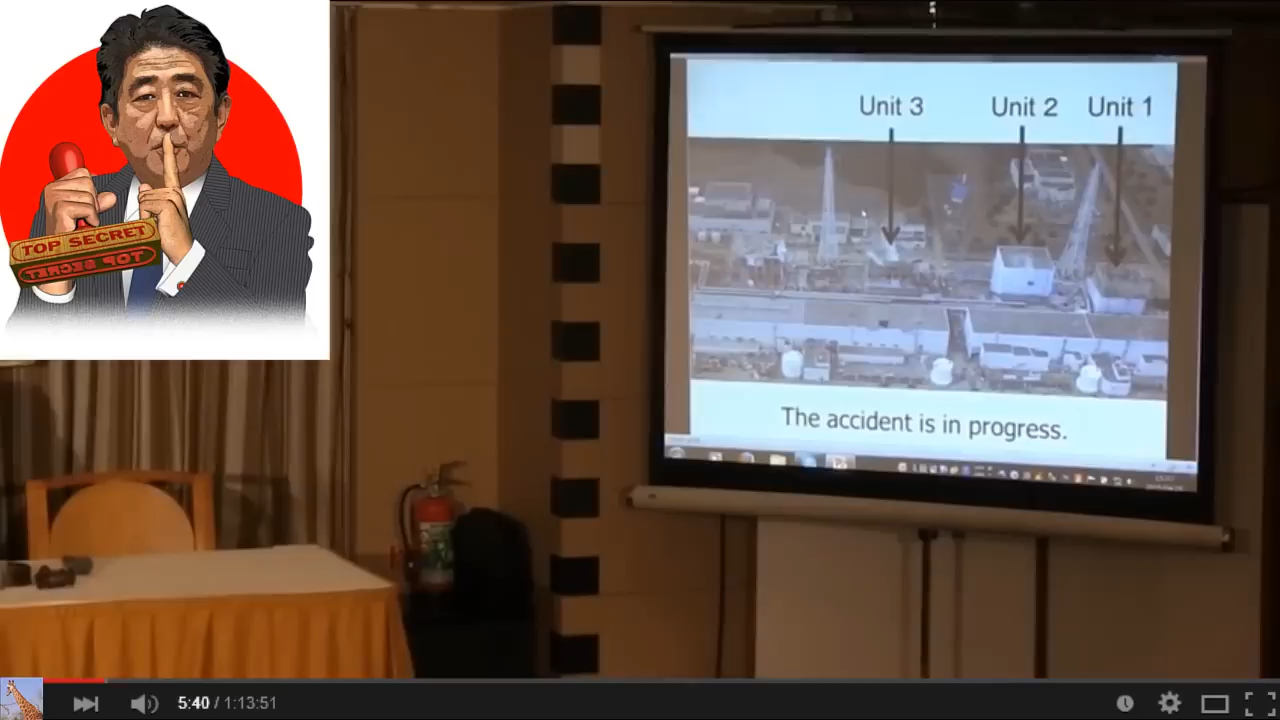 TOP SECRET
TOP SECRET
Unit 3 Unit 2 Unit 1
The accident is in progress.
5:40 / 1:13:51